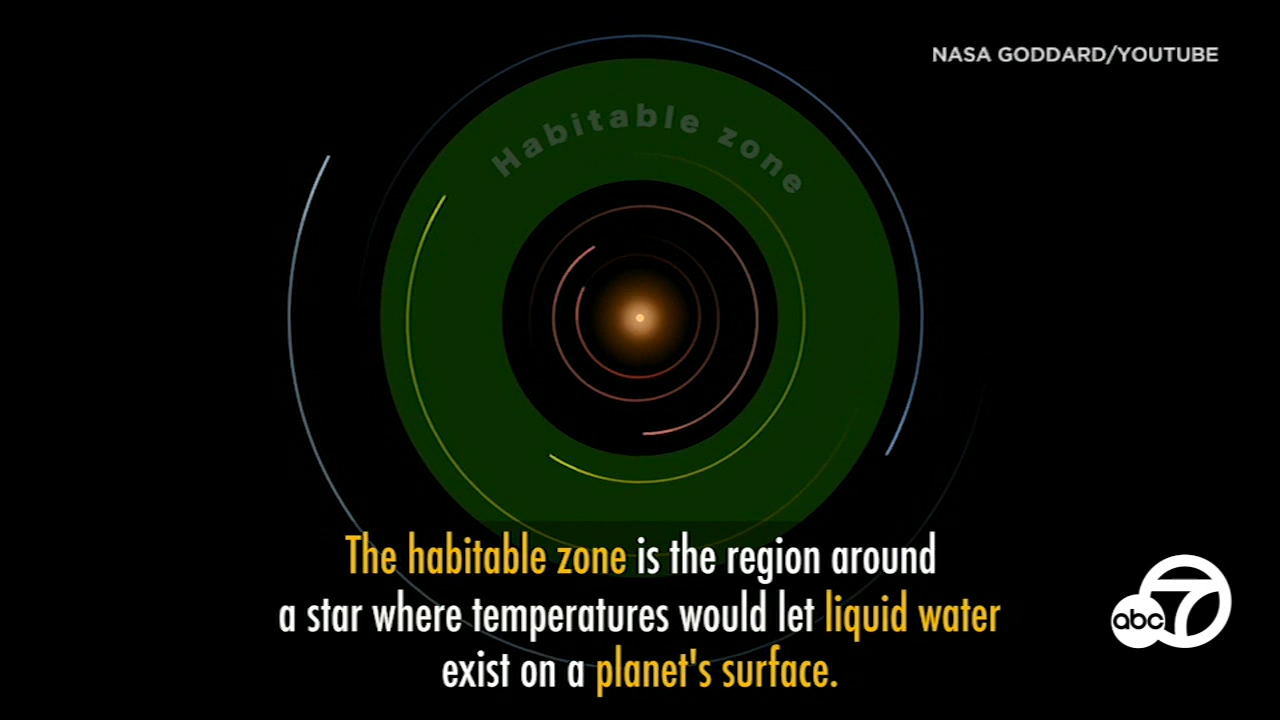 NASA GODDARD/YOUTUBE
Habitable zone
The habitable zone is the region around
a star where temperatures would let liquid water
exist on a planet's surface.
abc 7